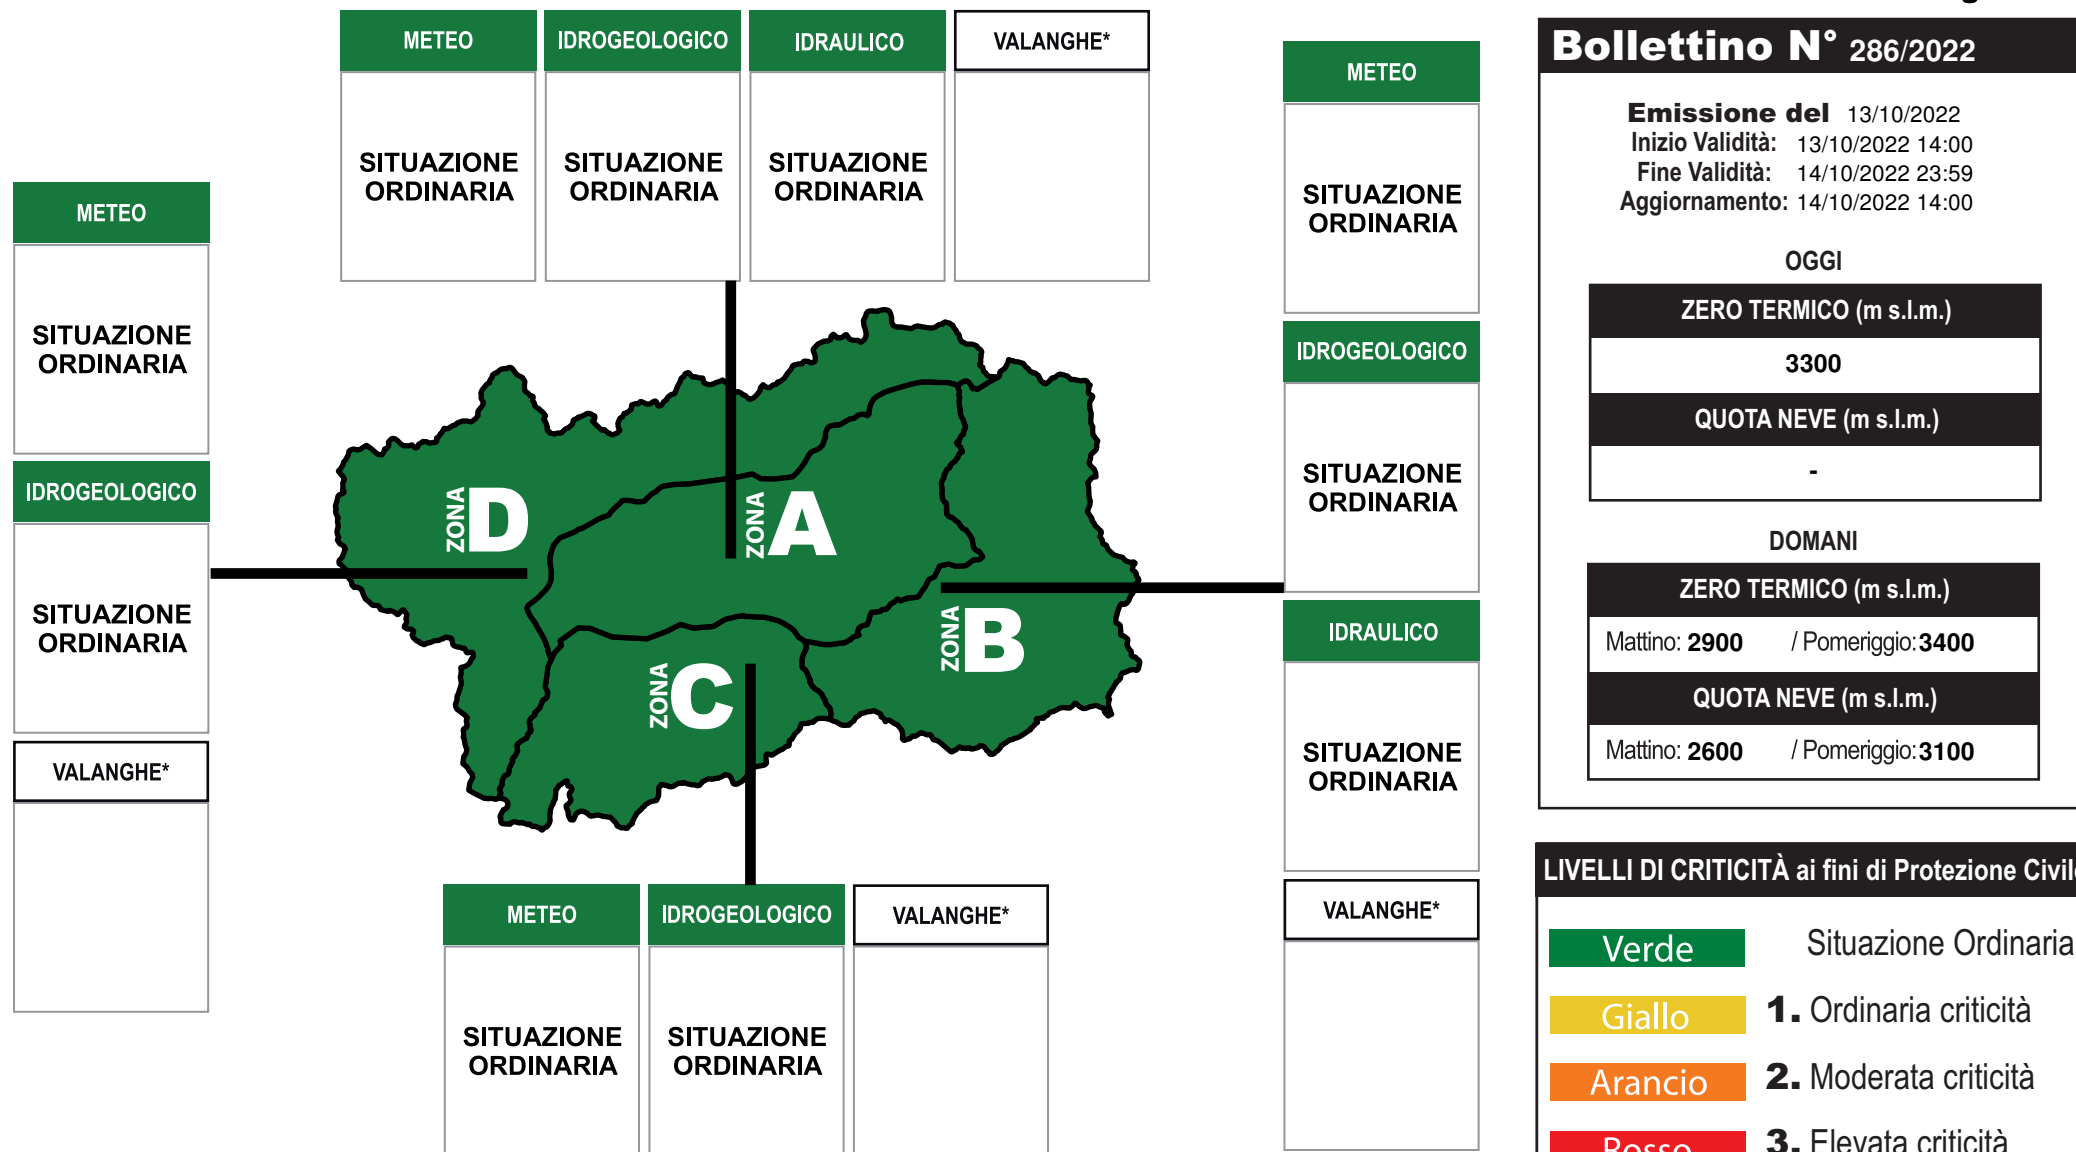 METEO IDROGEOLOGICO IDRAULICO VALANGHE*
SITUAZIONE ORDINARIA
SITUAZIONE ORDINARIA
SITUAZIONE ORDINARIA
METEO
SITUAZIONE
ORDINARIA
IDROGEOLOGICO
SITUAZIONE
ORDINARIA
VALANGHE*
ZONA D
ZONA A
ZONA B
ZONA C
METEO
SITUAZIONE
ORDINARIA
IDROGEOLOGICO
SITUAZIONE
ORDINARIA
IDRAULICO
SITUAZIONE
ORDINARIA
VALANGHE*
METEO IDROGEOLOGICO VALANGHE*
SITUAZIONE ORDINARIA
SITUAZIONE ORDINARIA
Bollettino N° 286/2022
Emissione del 13/10/2022
Inizio Validità: 13/10/2022 14:00
Fine Validità: 14/10/2022 23:59
Aggiornamento: 14/10/2022 14:00
OGGI
ZERO TERMICO (m s.l.m.)
3300
QUOTA NEVE (m s.l.m.)
-
DOMANI
ZERO TERMICO (m s.l.m.)
Mattino: 2900 / Pomeriggio: 3400
QUOTA NEVE (m s.l.m.)
Mattino: 2600 / Pomeriggio: 3100
LIVELLI DI CRITICITÀ ai fini di Protezione Civile
Verde Situazione Ordinaria
Giallo 1. Ordinaria criticità
Arancio 2. Moderata criticità
Rosso 3. Elevata criticità